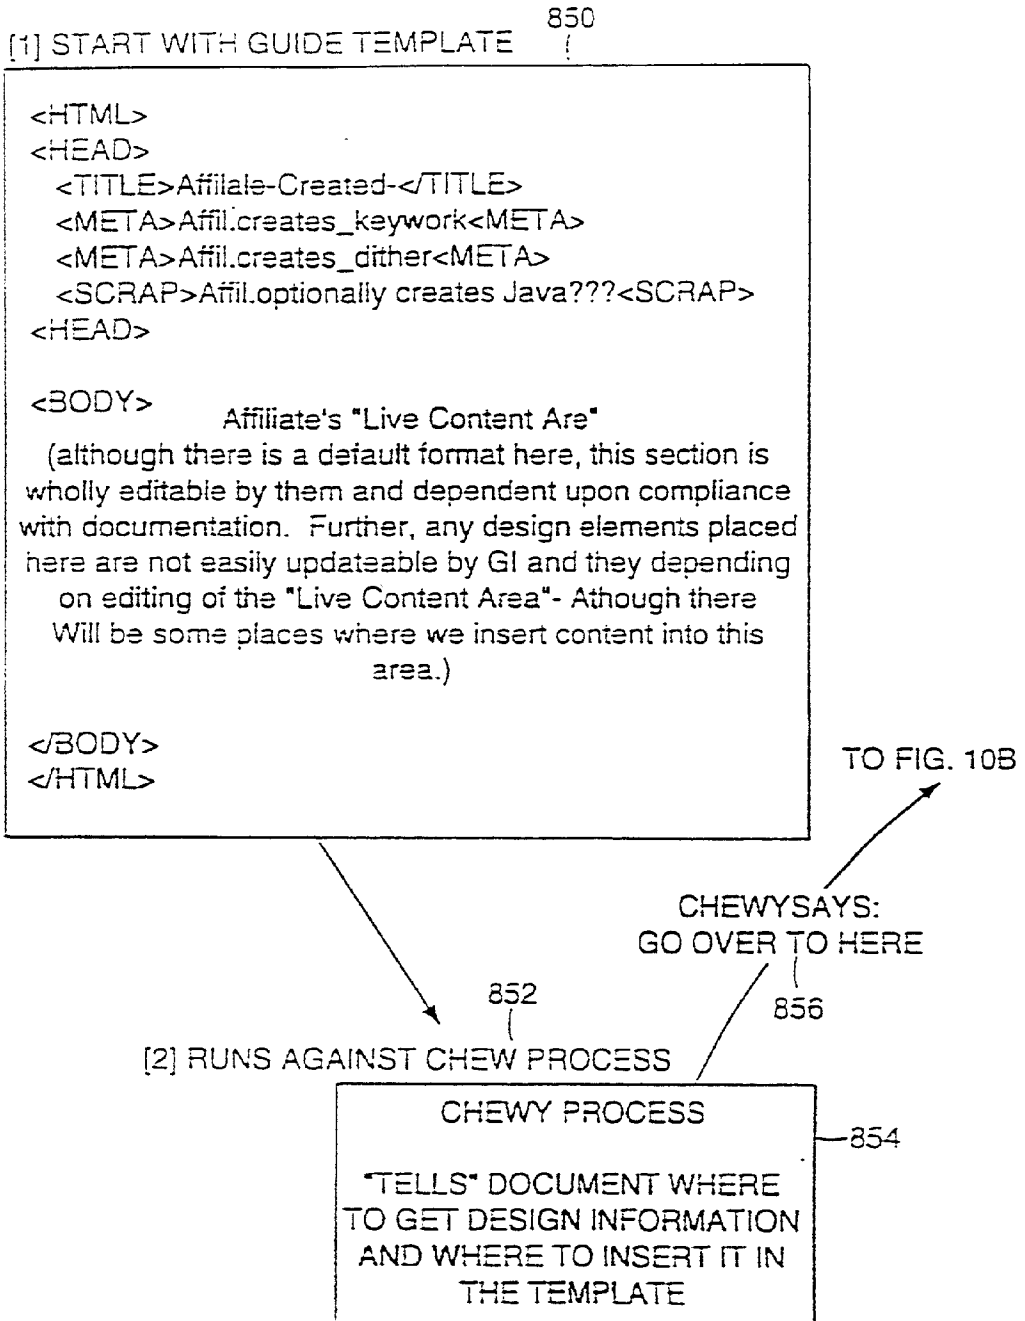 850
[1] START WITH GUIDE TEMPLATE
<HTML>
<HEAD>
<TITLE>Affilale-Created-</TITLE>
<META>Affil.creates_keywork<META>
<META>Affil.creates_dither<META>
<SCRAP>Affil.optionally creates Java???<SCRAP>
<HEAD>
<BODY>
Affiliate's "Live Content Are"
(although there is a default format here, this section is
wholly editable by them and dependent upon compliance
with documentation. Further, any design elements placed
here are not easily updateable by GI and they depending
on editing of the "Live Content Area"- Athough there
Will be some places where we insert content into this
area.)
</BODY>
</HTML>
TO FIG. 10B
CHEWYSAYS:
GO OVER TO HERE
856
852
[2] RUNS AGAINST CHEW PROCESS
CHEWY PROCESS
854
"TELLS" DOCUMENT WHERE
TO GET DESIGN INFORMATION
AND WHERE TO INSERT IT IN
THE TEMPLATE